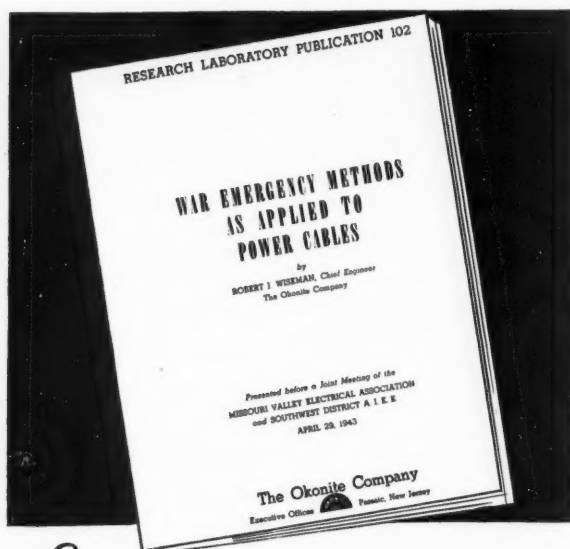 RESEARCH LABORATORY PUBLICATION 102
WAR EMERGENCY METHODS
AS APPLIED TO
POWER CABLES
by
ROBERT J. WISEMAN, Chief Engineer
The Okonite Company
Presented before a Joint Meeting of the
MISSOURI VALLEY ELECTRICAL ASSOCIATION
and SOUTHWEST DISTRICT A I E E
APRIL 29, 1943
The Okonite Company
Executive Offices Passaic, New Jersey